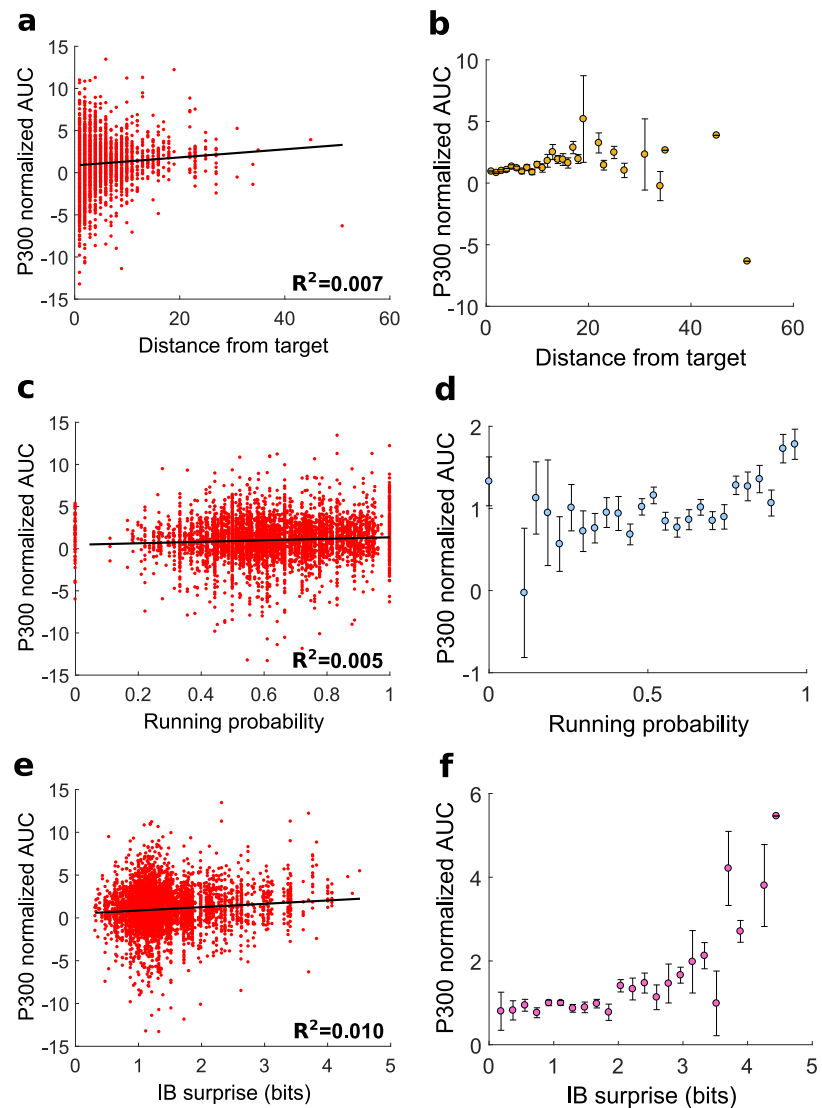 a
15
10
5
0
-5
-10
-15
P300 normalized AUC
R²=0.007
0 20 40 60
Distance from target
b
10
5
0
-5
-10
P300 normalized AUC
0 20 40 60
Distance from target
c
15
10
5
0
-5
-10
-15
P300 normalized AUC
R²=0.005
0 0.2 0.4 0.6 0.8 1
Running probability
d
2
1
0
-1
P300 normalized AUC
0 0.5 1
Running probability
e
15
10
5
0
-5
-10
-15
P300 normalized AUC
R²=0.010
0 1 2 3 4 5
IB surprise (bits)
f
6
4
2
0
P300 normalized AUC
0 1 2 3 4 5
IB surprise (bits)